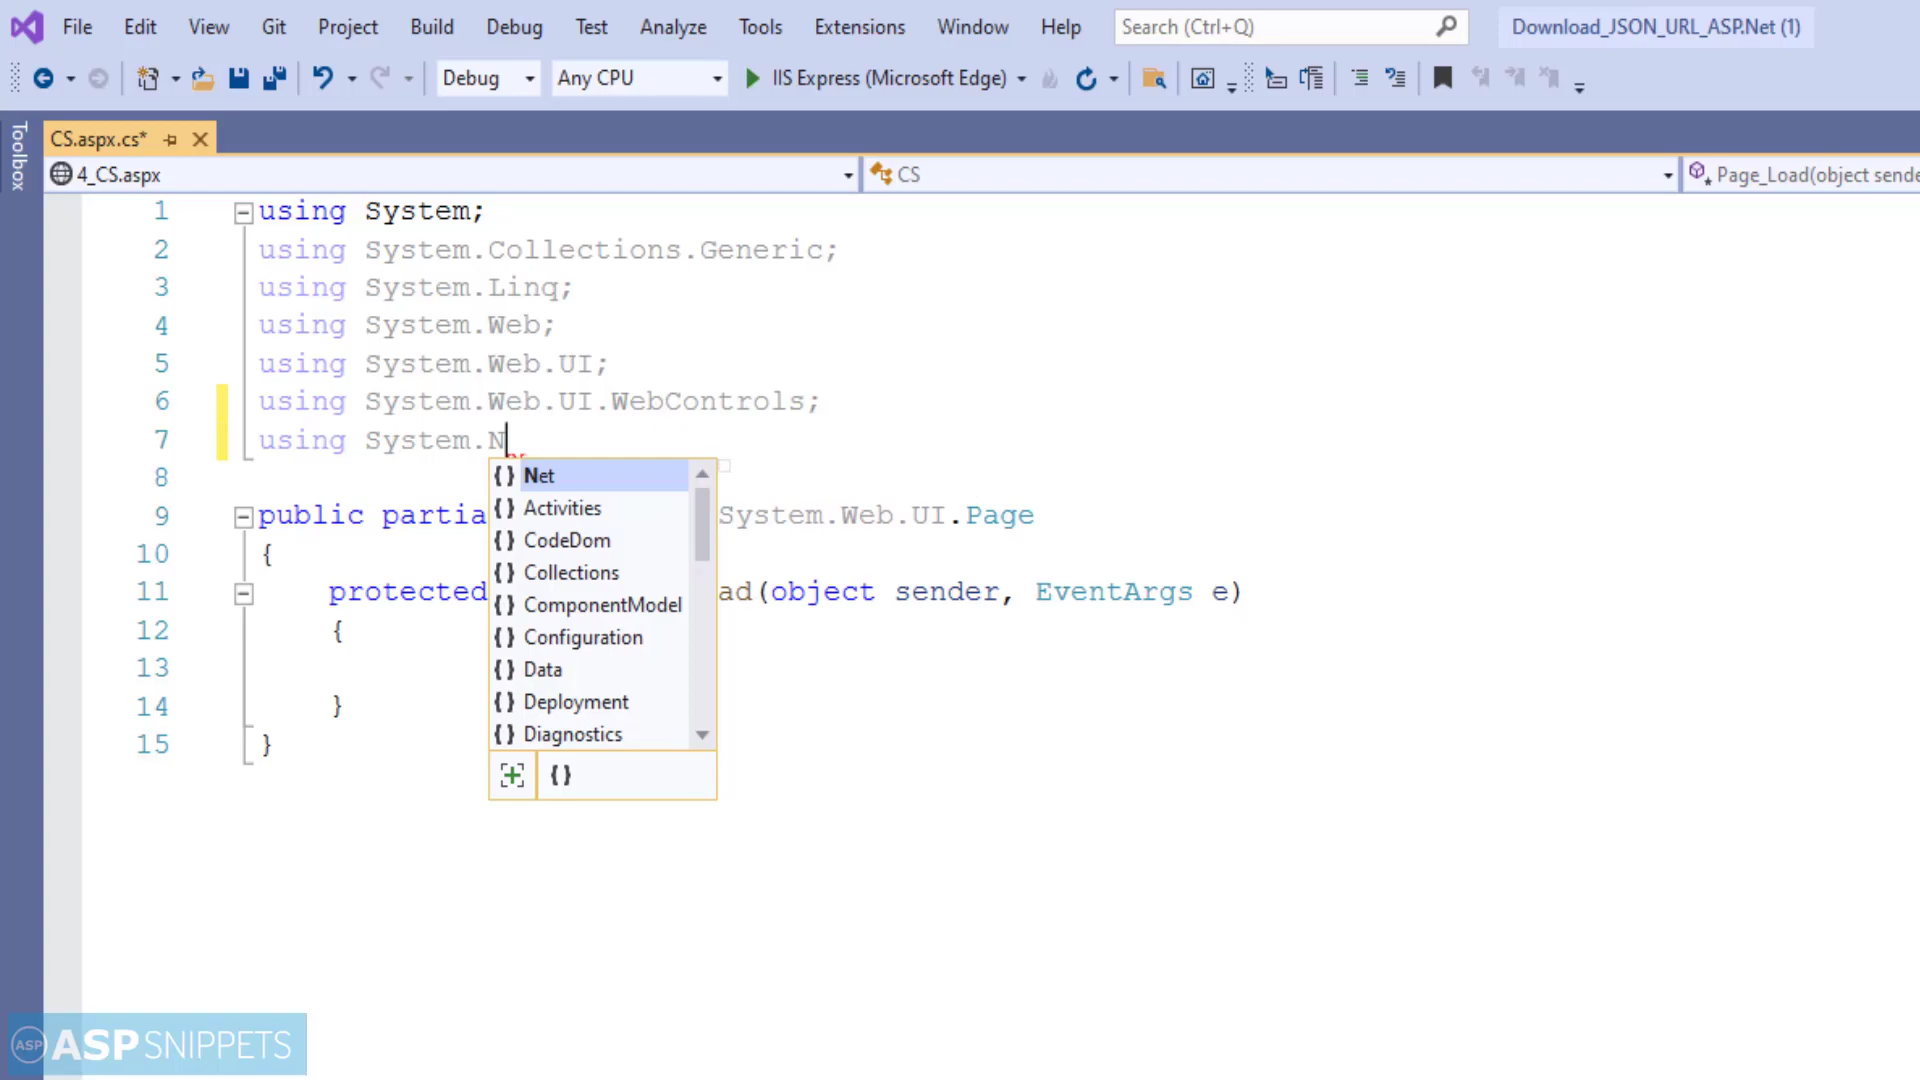 File Edit View Git Project Build Debug Test Analyze Tools Extensions Window Help Search (Ctrl+Q) Download_JSON_URL_ASP.Net (1)
Debug Any CPU IIS Express (Microsoft Edge)
Toolbox
CS.aspx.cs*
4_CS.aspx CS Page_Load(object sende
1 using System;
2 using System.Collections.Generic;
3 using System.Linq;
4 using System.Web;
5 using System.Web.UI;
6 using System.Web.UI.WebControls;
7 using System.N
8
9 public partia System.Web.UI.Page
10 {
11 protected ad(object sender, EventArgs e)
12 {
13
14 }
15 }
{} Net
{} Activities
{} CodeDom
{} Collections
{} ComponentModel
{} Configuration
{} Data
{} Deployment
{} Diagnostics
{}
ASP ASPSNIPPETS